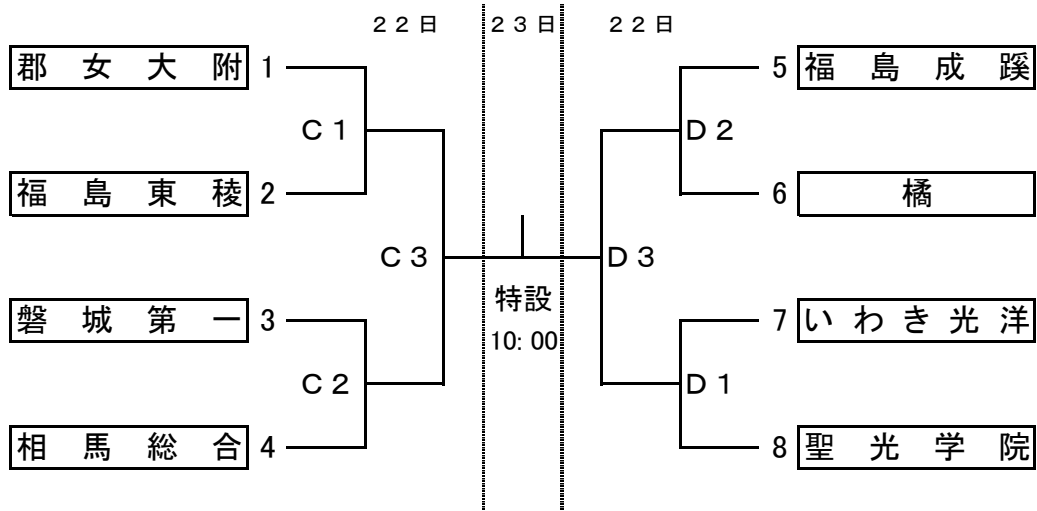 ２２日 ２３日 ２２日
郡女大附 1 5 福島成蹊
Ｃ１ Ｄ２
福島東稜 2 6 橘
Ｃ３ Ｄ３
特設
磐城第一 3 7 いわき光洋
10:00
Ｃ２ Ｄ１
相馬総合 4 8 聖光学院